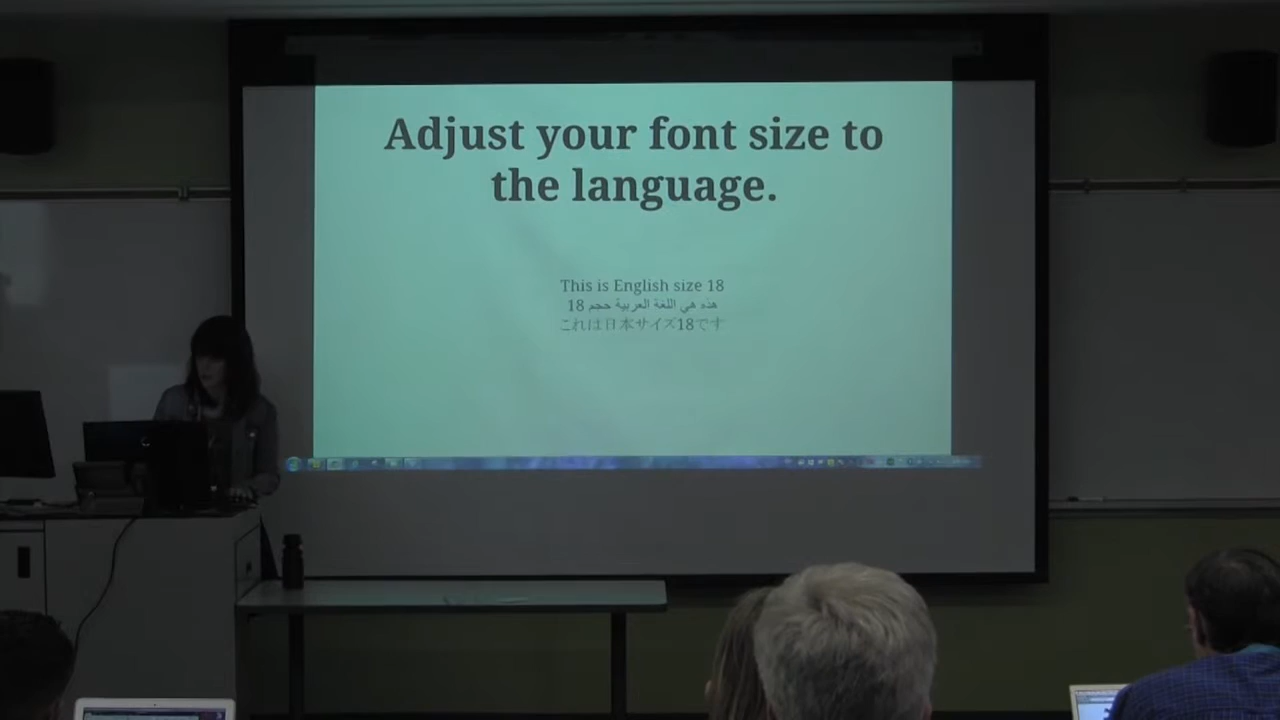 Adjust your font size to
the language.
This is English size 18
هذه هي اللغة العربية حجم 18
これは日本サイズ18です